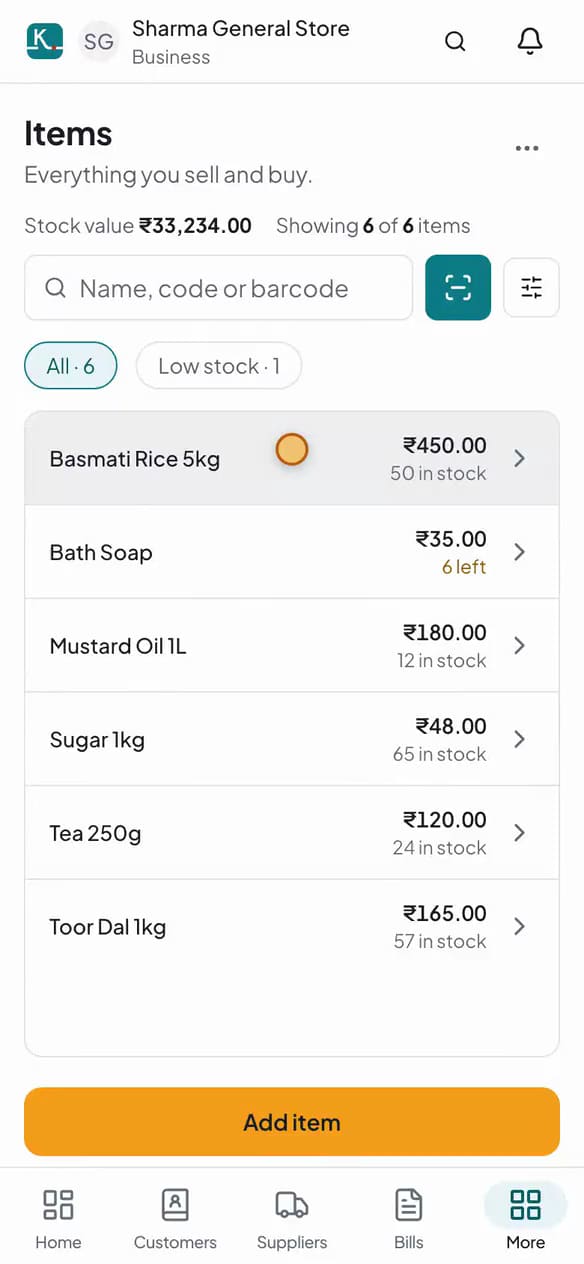 K.
SG
Sharma General Store
Business
Items
Everything you sell and buy.
Stock value ₹33,234.00 Showing 6 of 6 items
Name, code or barcode
All · 6
Low stock · 1
Basmati Rice 5kg
₹450.00
50 in stock
Bath Soap
₹35.00
6 left
Mustard Oil 1L
₹180.00
12 in stock
Sugar 1kg
₹48.00
65 in stock
Tea 250g
₹120.00
24 in stock
Toor Dal 1kg
₹165.00
57 in stock
Add item
Home
Customers
Suppliers
Bills
More